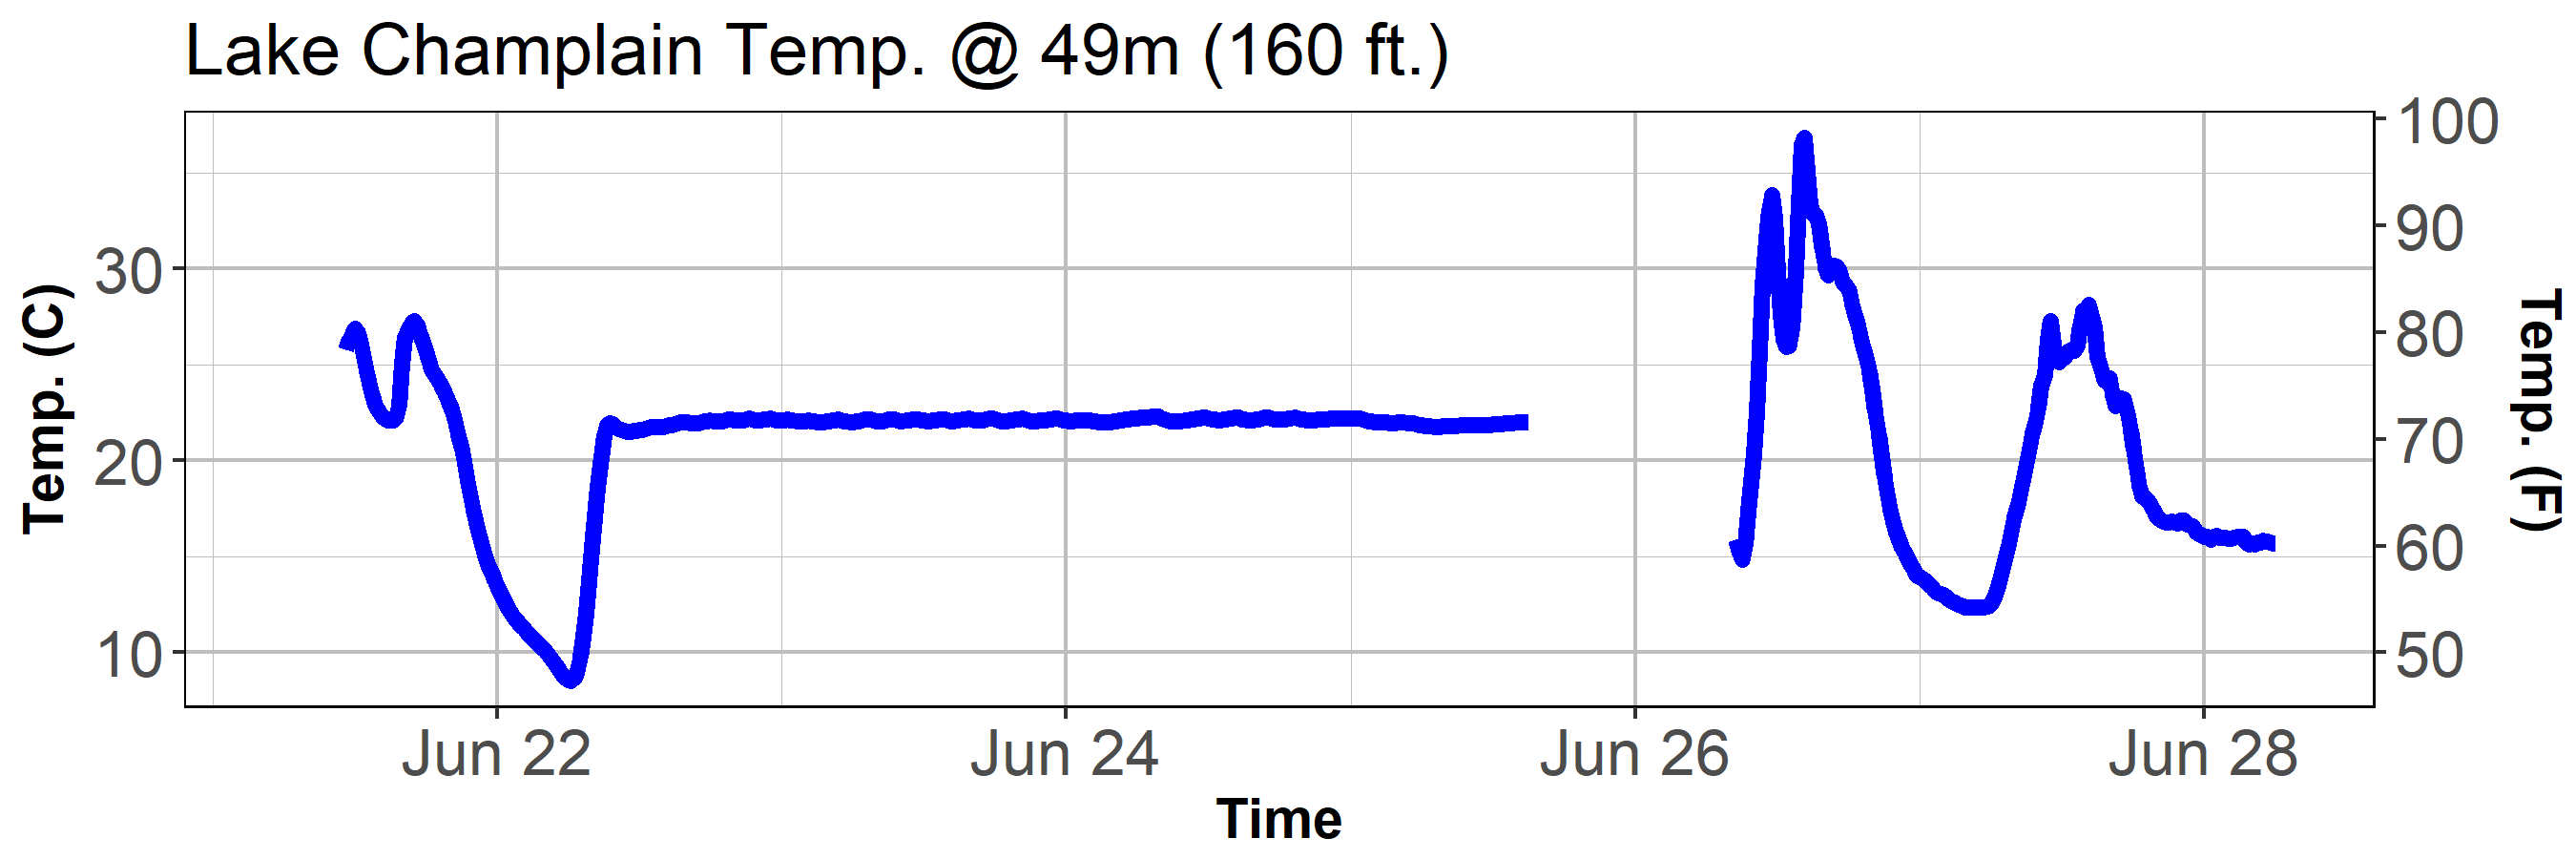 Lake Champlain Temp. @ 49m (160 ft.)
Temp. (C)
30
20
10
100
90
80
70
60
50
Temp. (F)
Jun 22
Jun 24
Jun 26
Jun 28
Time